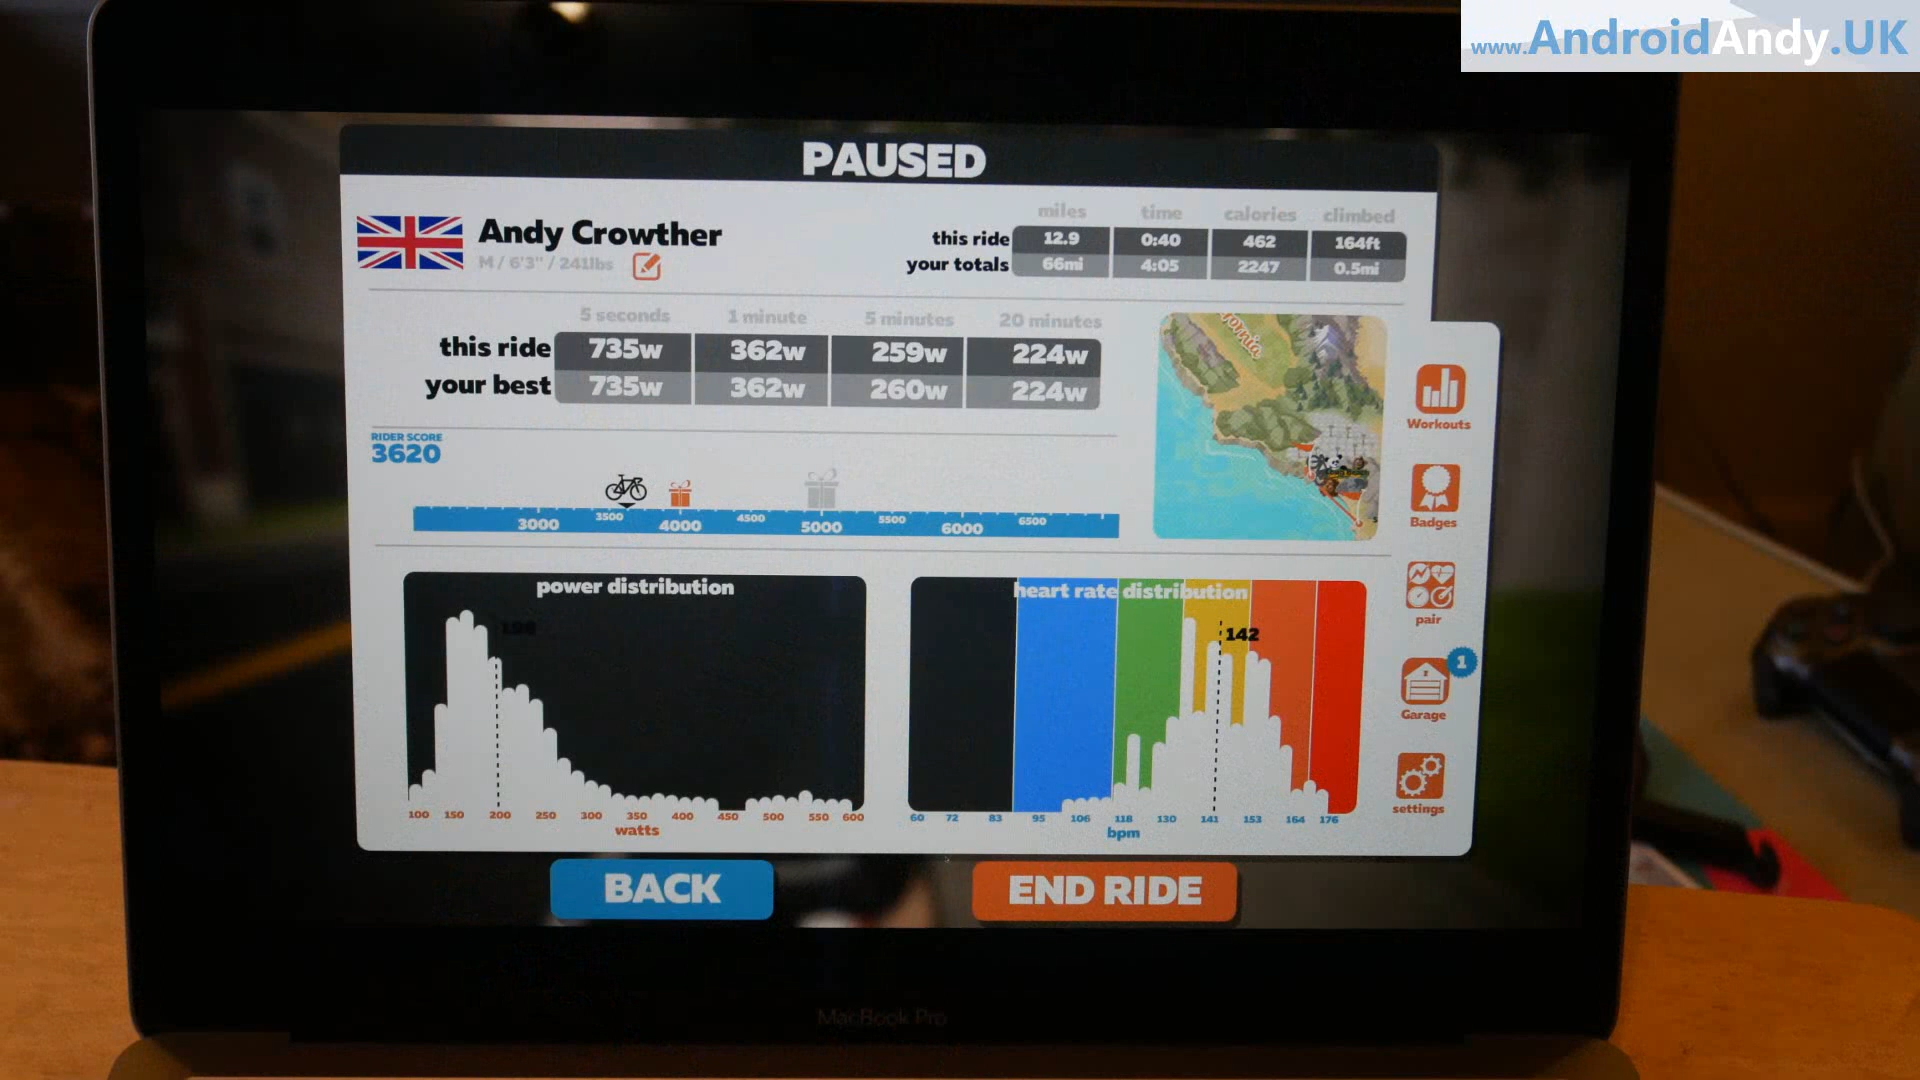 www.AndroidAndy.UK
PAUSED
Andy Crowther
M / 6'3" / 241lbs
miles time calories climbed
this ride 12.9 0:40 462 164ft
your totals 66mi 4:05 2247 0.5mi
5 seconds 1 minute 5 minutes 20 minutes
this ride 735w 362w 259w 224w
your best 735w 362w 260w 224w
RIDER SCORE
3620
3000 3500 4000 4500 5000 5500 6000 6500
Workouts
Badges
pair
1
Garage
settings
power distribution
100 150 200 250 300 350 400 450 500 550 600
watts
heart rate distribution
142
60 72 83 95 106 118 130 141 153 164 176
bpm
BACK
END RIDE
MacBook Pro